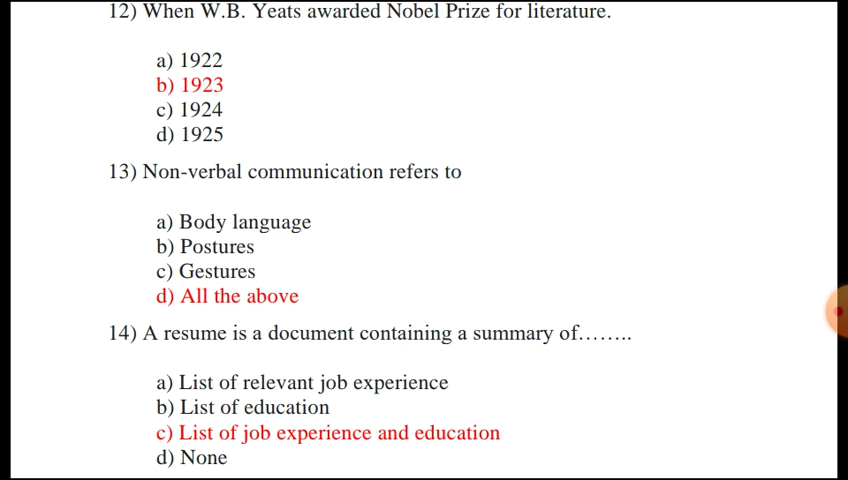 12) When W.B. Yeats awarded Nobel Prize for literature.
a) 1922
b) 1923
c) 1924
d) 1925
13) Non-verbal communication refers to
a) Body language
b) Postures
c) Gestures
d) All the above
14) A resume is a document containing a summary of……..
a) List of relevant job experience
b) List of education
c) List of job experience and education
d) None